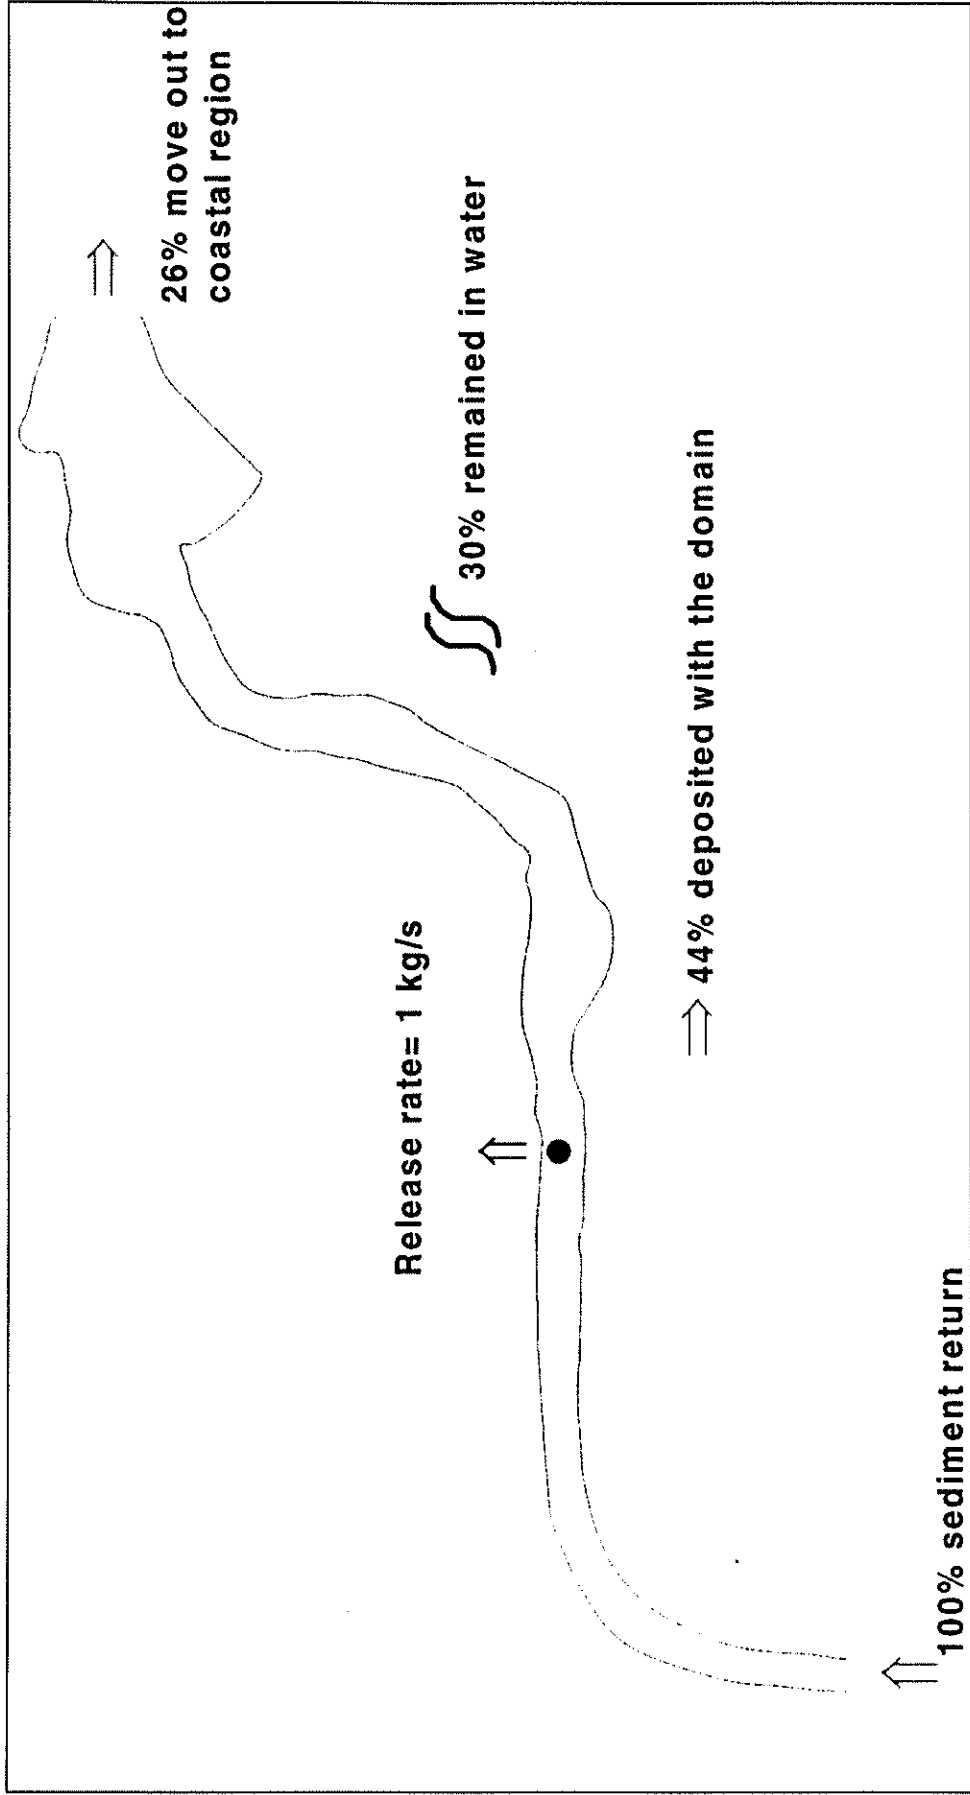 26% move out to
coastal region
30% remained in water
Release rate= 1 kg/s
44% deposited with the domain
100% sediment return